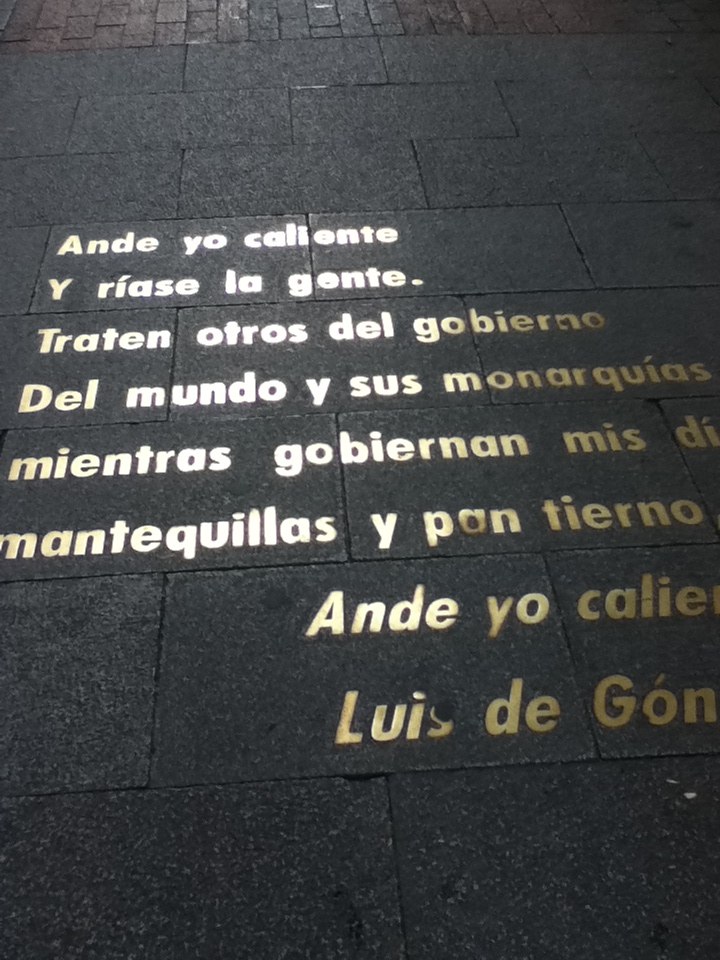 Ande yo caliente
Y ríase la gente.
Traten otros del gobierno
Del mundo y sus monarquías
mientras gobiernan mis
mantequillas y pan tierno,
Ande yo
Luis de